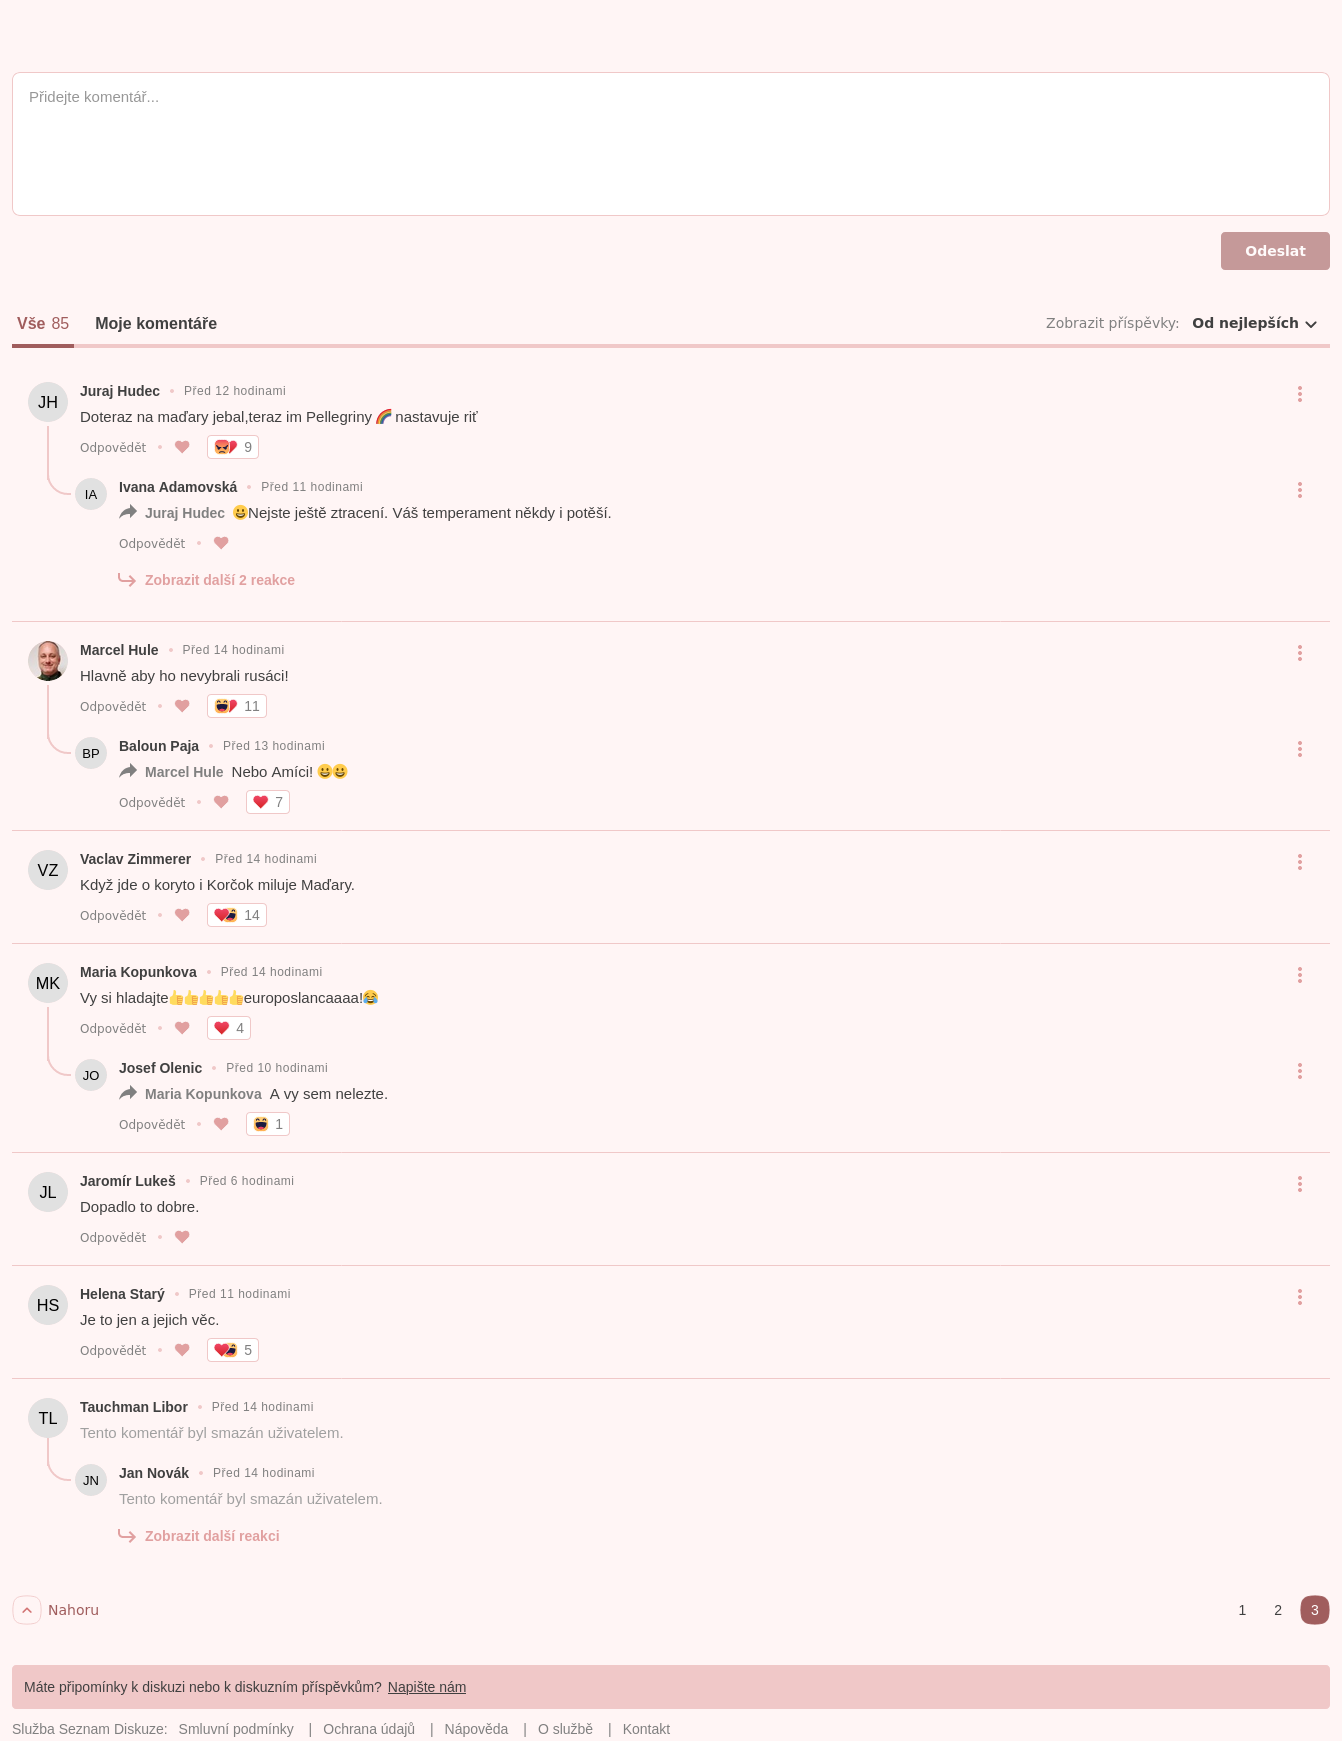 Přidejte komentář...
Odeslat
Vše 85 Moje komentáře Zobrazit příspěvky: Od nejlepších
JH Juraj Hudec • Před 12 hodinami
Doteraz na maďary jebal,teraz im Pellegriny 🌈 nastavuje riť
Odpovědět • 9
IA Ivana Adamovská • Před 11 hodinami
Juraj Hudec 😀Nejste ještě ztracení. Váš temperament někdy i potěší.
Odpovědět •
Zobrazit další 2 reakce
Marcel Hule • Před 14 hodinami
Hlavně aby ho nevybrali rusáci!
Odpovědět • 11
BP Baloun Paja • Před 13 hodinami
Marcel Hule Nebo Amíci! 😀😀
Odpovědět • 7
VZ Vaclav Zimmerer • Před 14 hodinami
Když jde o koryto i Korčok miluje Maďary.
Odpovědět • 14
MK Maria Kopunkova • Před 14 hodinami
Vy si hladajte👍👍👍👍👍europoslancaaaa!😂
Odpovědět • 4
JO Josef Olenic • Před 10 hodinami
Maria Kopunkova A vy sem nelezte.
Odpovědět • 1
JL Jaromír Lukeš • Před 6 hodinami
Dopadlo to dobre.
Odpovědět •
HS Helena Starý • Před 11 hodinami
Je to jen a jejich věc.
Odpovědět • 5
TL Tauchman Libor • Před 14 hodinami
Tento komentář byl smazán uživatelem.
JN Jan Novák • Před 14 hodinami
Tento komentář byl smazán uživatelem.
Zobrazit další reakci
Nahoru 1 2 3
Máte připomínky k diskuzi nebo k diskuzním příspěvkům? Napište nám
Služba Seznam Diskuze: Smluvní podmínky | Ochrana údajů | Nápověda | O službě | Kontakt